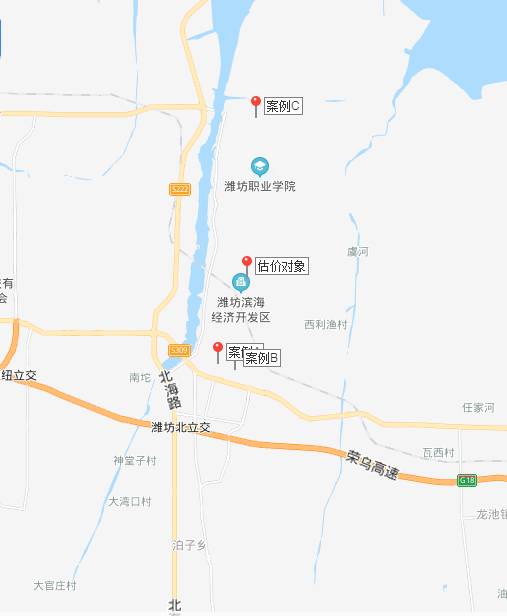 案例C
潍坊职业学院
S222
虞河
估价对象
潍坊滨海
经济开发区
西利渔村
S309
案例
案例B
纽立交
南坨
北海路
任家河
潍坊北立交
瓦西村
神堂子村
荣乌高速
G18
大湾口村
龙池镇
泊子乡
大官庄村
北